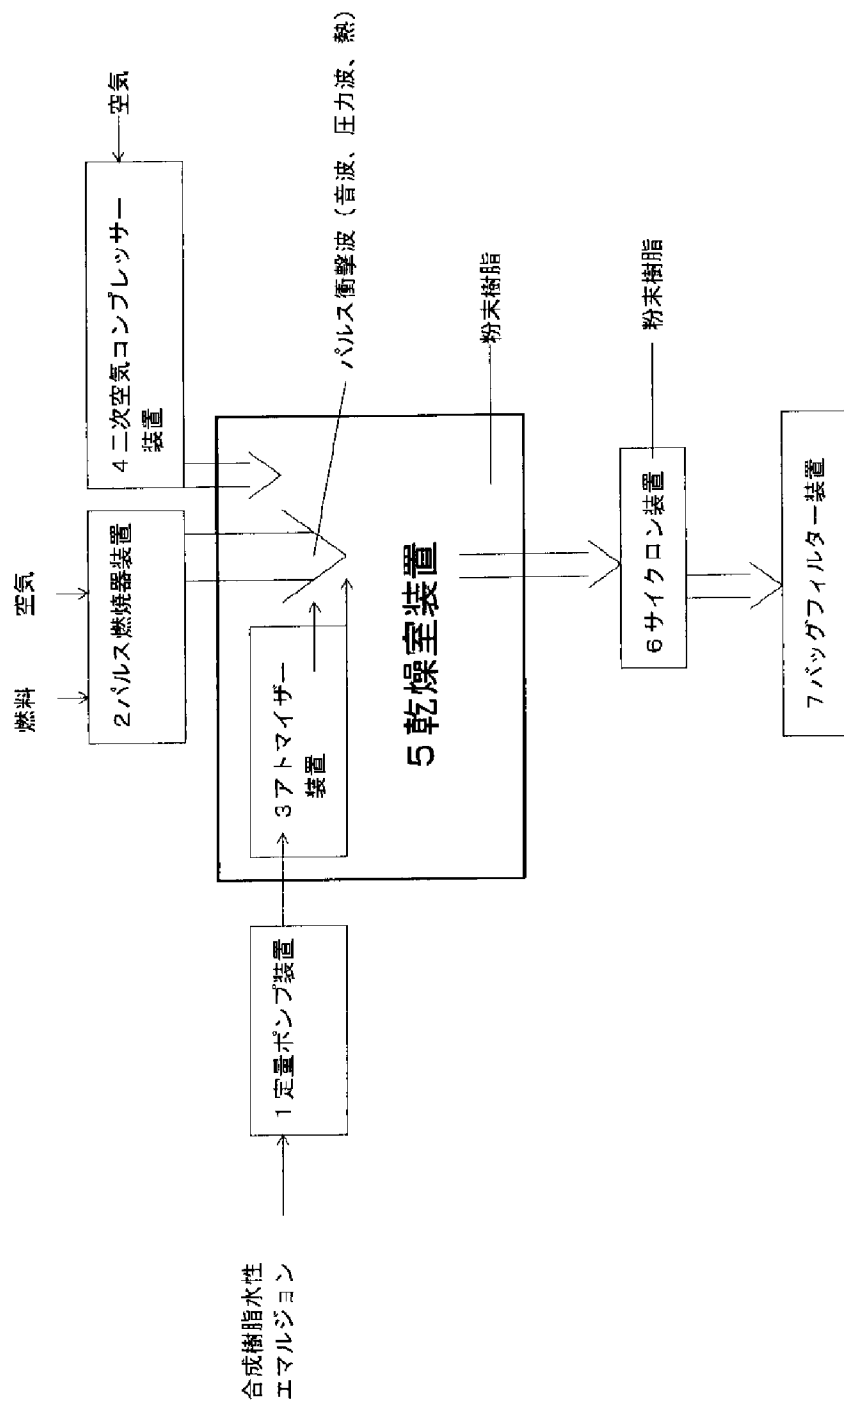 燃料
空気
空気
2パルス燃焼器装置
4二次空気コンプレッサー
装置
合成樹脂水性
エマルジョン
1定量ポンプ装置
3アトマイザー
装置
パルス衝撃波（音波、圧力波、熱）
5乾燥室装置
粉末樹脂
6サイクロン装置
粉末樹脂
7バッグフィルター装置